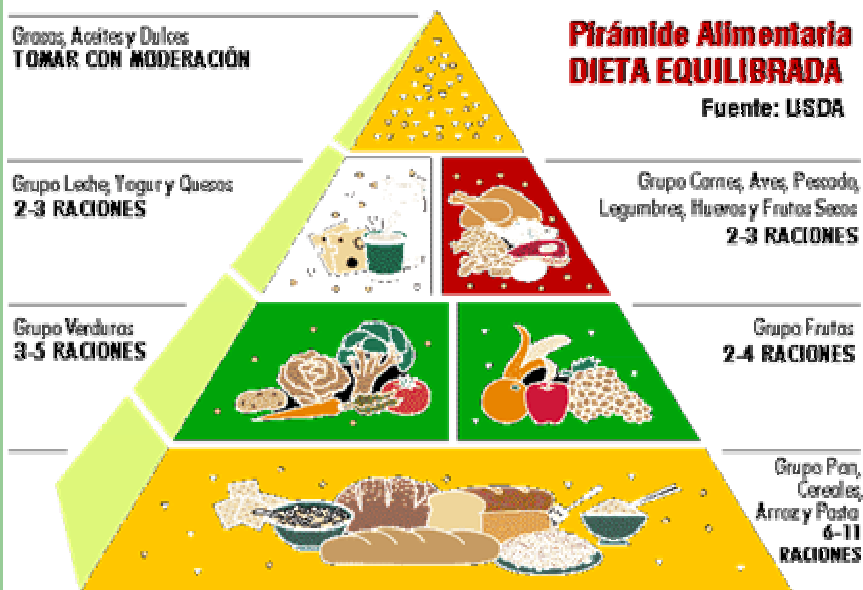 Grasas, Aceites y Dulces
TOMAR CON MODERACIÓN
Pirámide Alimentaria
DIETA EQUILIBRADA
Fuente: USDA
Grupo Leche, Yogur y Quesos
2-3 RACIONES
Grupo Carnes, Aves, Pescado,
Legumbres, Huevos y Frutos Secos
2-3 RACIONES
Grupo Verduras
3-5 RACIONES
Grupo Frutas
2-4 RACIONES
Grupo Pan,
Cereales,
Arroz y Pasta
6-11
RACIONES